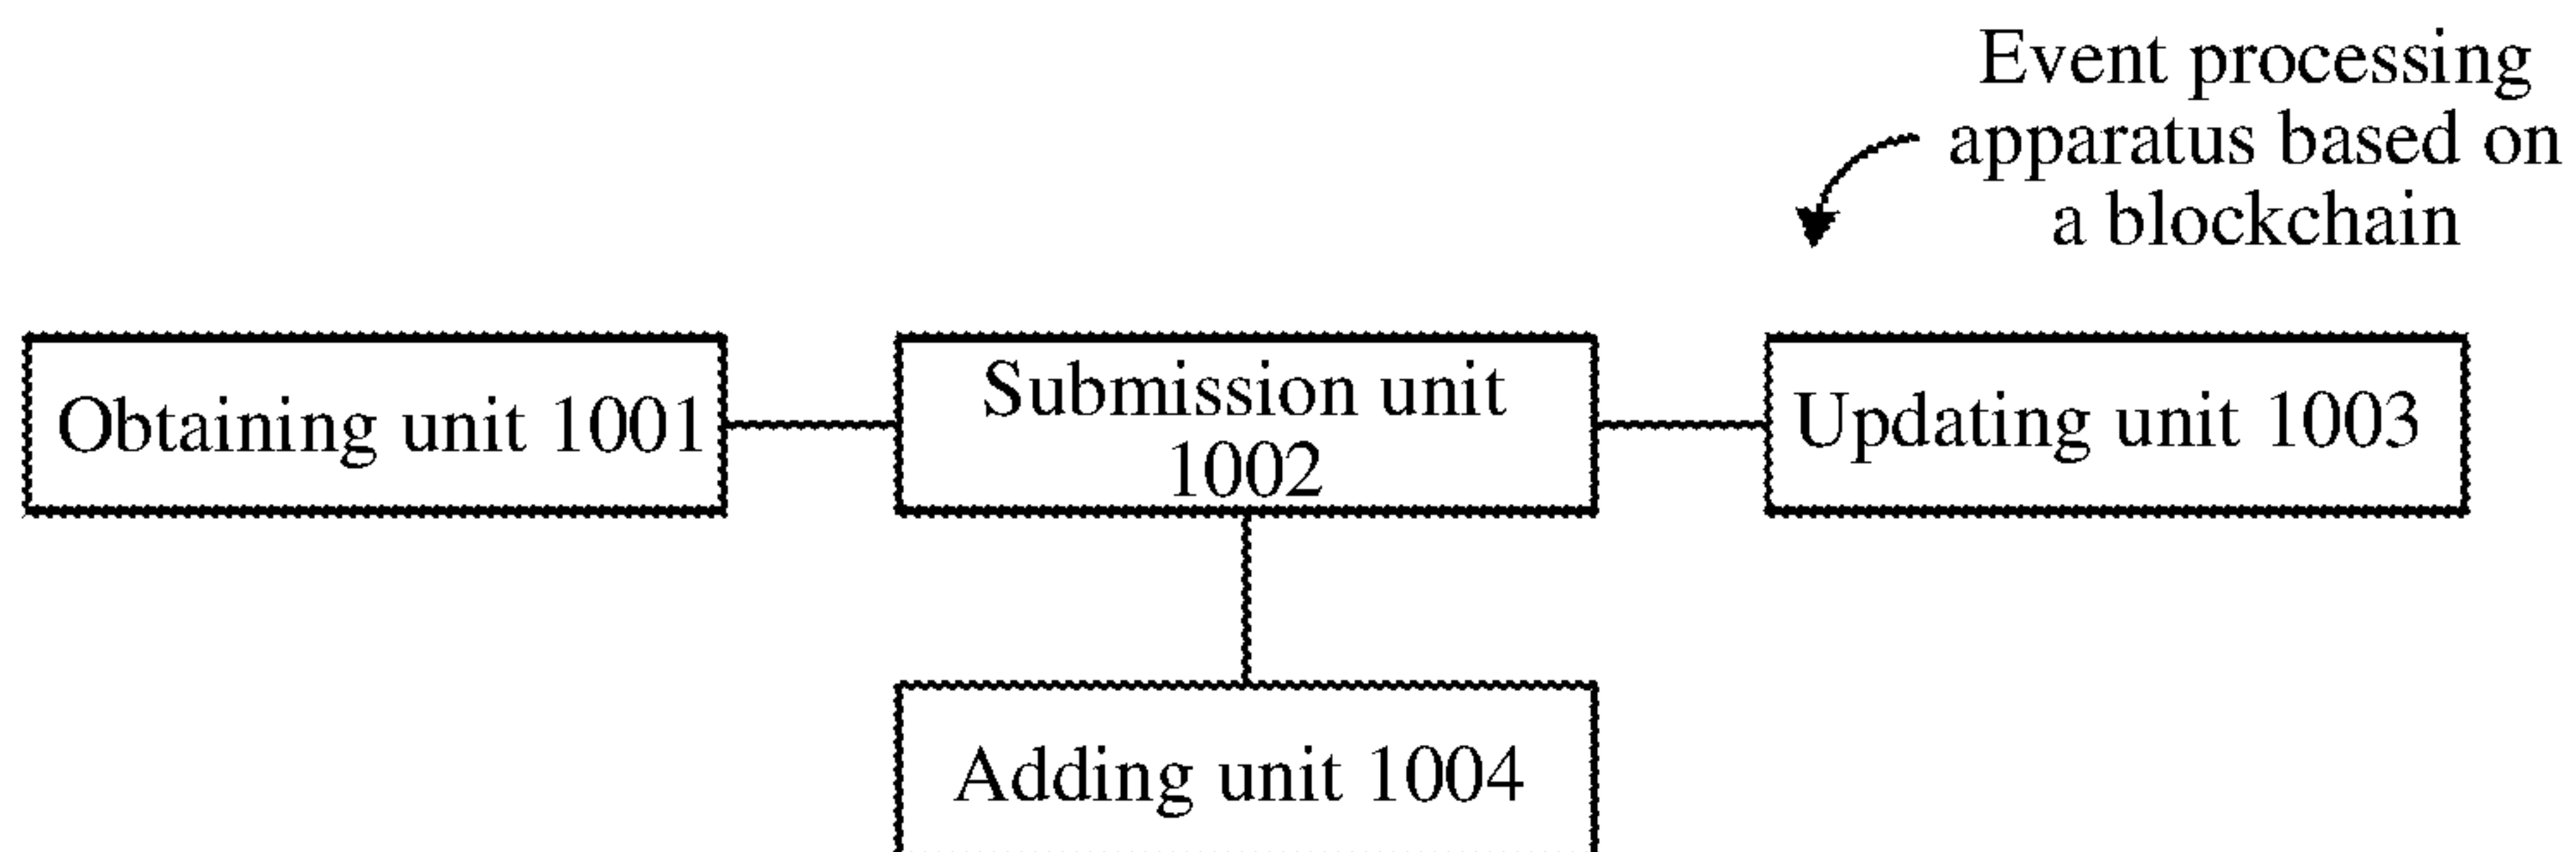 Event processing
apparatus based on
a blockchain
Obtaining unit 1001
Submission unit
1002
Updating unit 1003
Adding unit 1004